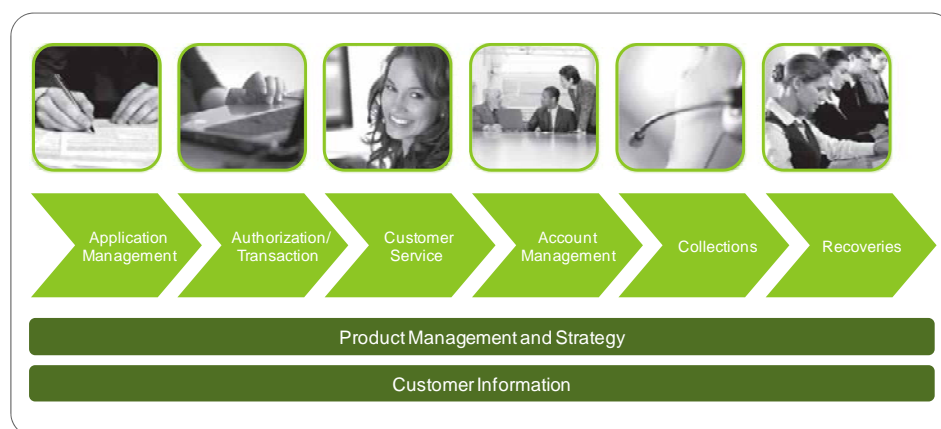 Application
Management
Authorization/
Transaction
Customer
Service
Account
Management
Collections
Recoveries
Product Management and Strategy
Customer Information